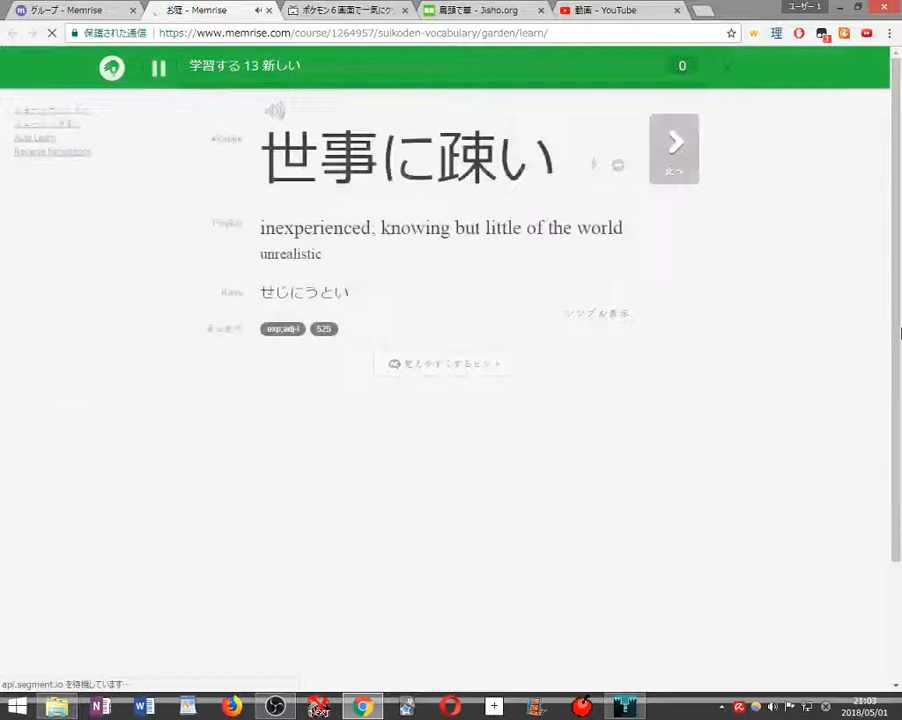 グループ - Memrise
お庭 - Memrise
ポケモン6画面で一気にク
烏頭で華 - Jisho.org
動画 - YouTube
ユーザー 1
保護された通信
https://www.memrise.com/course/1264957/suikoden-vocabulary/garden/learn/
学習する 13 新しい
0
Auto Learn
Reverse translations
世事に疎い
次へ
English
inexperienced; knowing but little of the world
unrealistic
Kana
せじにうとい
シンプル表示
exp;adj-i
525
覚えやすくするヒント
api.segment.io を待機しています…
21:03
2018/05/01